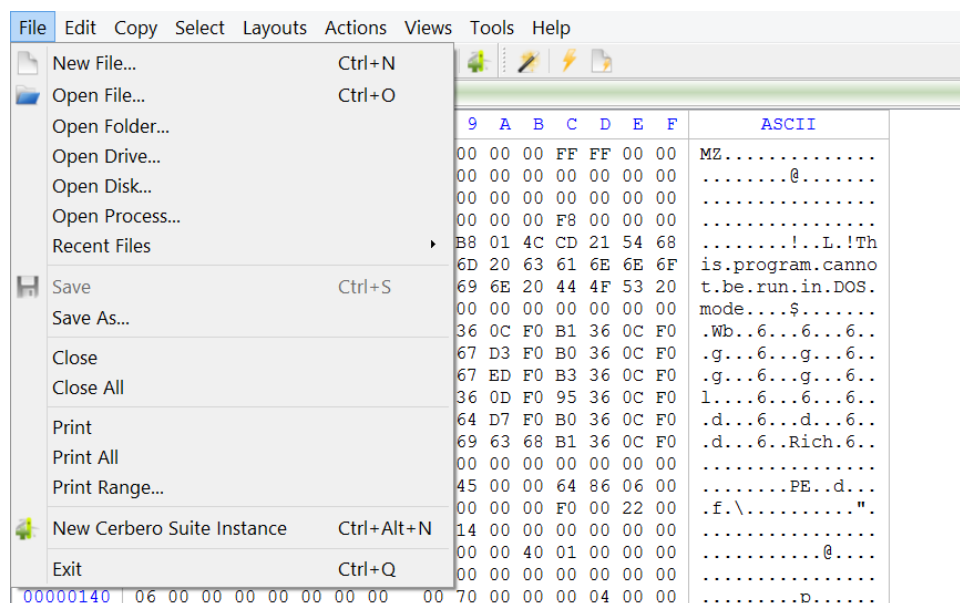 File Edit Copy Select Layouts Actions Views Tools Help
New File... Ctrl+N
Open File... Ctrl+O
Open Folder...
Open Drive...
Open Disk...
Open Process...
Recent Files
Save Ctrl+S
Save As...
Close
Close All
Print
Print All
Print Range...
New Cerbero Suite Instance Ctrl+Alt+N
Exit Ctrl+Q
9 A B C D E F ASCII
00 00 00 FF FF 00 00 MZ..............
00 00 00 00 00 00 00 ........@.......
00 00 00 00 00 00 00 ................
00 00 00 F8 00 00 00 ................
B8 01 4C CD 21 54 68 ........!..L.!Th
6D 20 63 61 6E 6E 6F is.program.canno
69 6E 20 44 4F 53 20 t.be.run.in.DOS.
00 00 00 00 00 00 00 mode....$.......
36 0C F0 B1 36 0C F0 .Wb..6...6...6..
67 D3 F0 B0 36 0C F0 .g...6...g...6..
67 ED F0 B3 36 0C F0 .g...6...g...6..
36 0D F0 95 36 0C F0 l....6...6...6..
64 D7 F0 B0 36 0C F0 .d...6...d...6..
69 63 68 B1 36 0C F0 .d...6..Rich.6..
00 00 00 00 00 00 00 ................
45 00 00 64 86 06 00 ........PE..d...
00 00 00 F0 00 22 00 .f.\..........".
14 00 00 00 00 00 00 ................
00 00 40 01 00 00 00 ...........@....
00 00 00 00 00 00 00 ................
00000140 06 00 00 00 00 00 00 00 00 00 70 00 00 00 04 00 00 .........p......